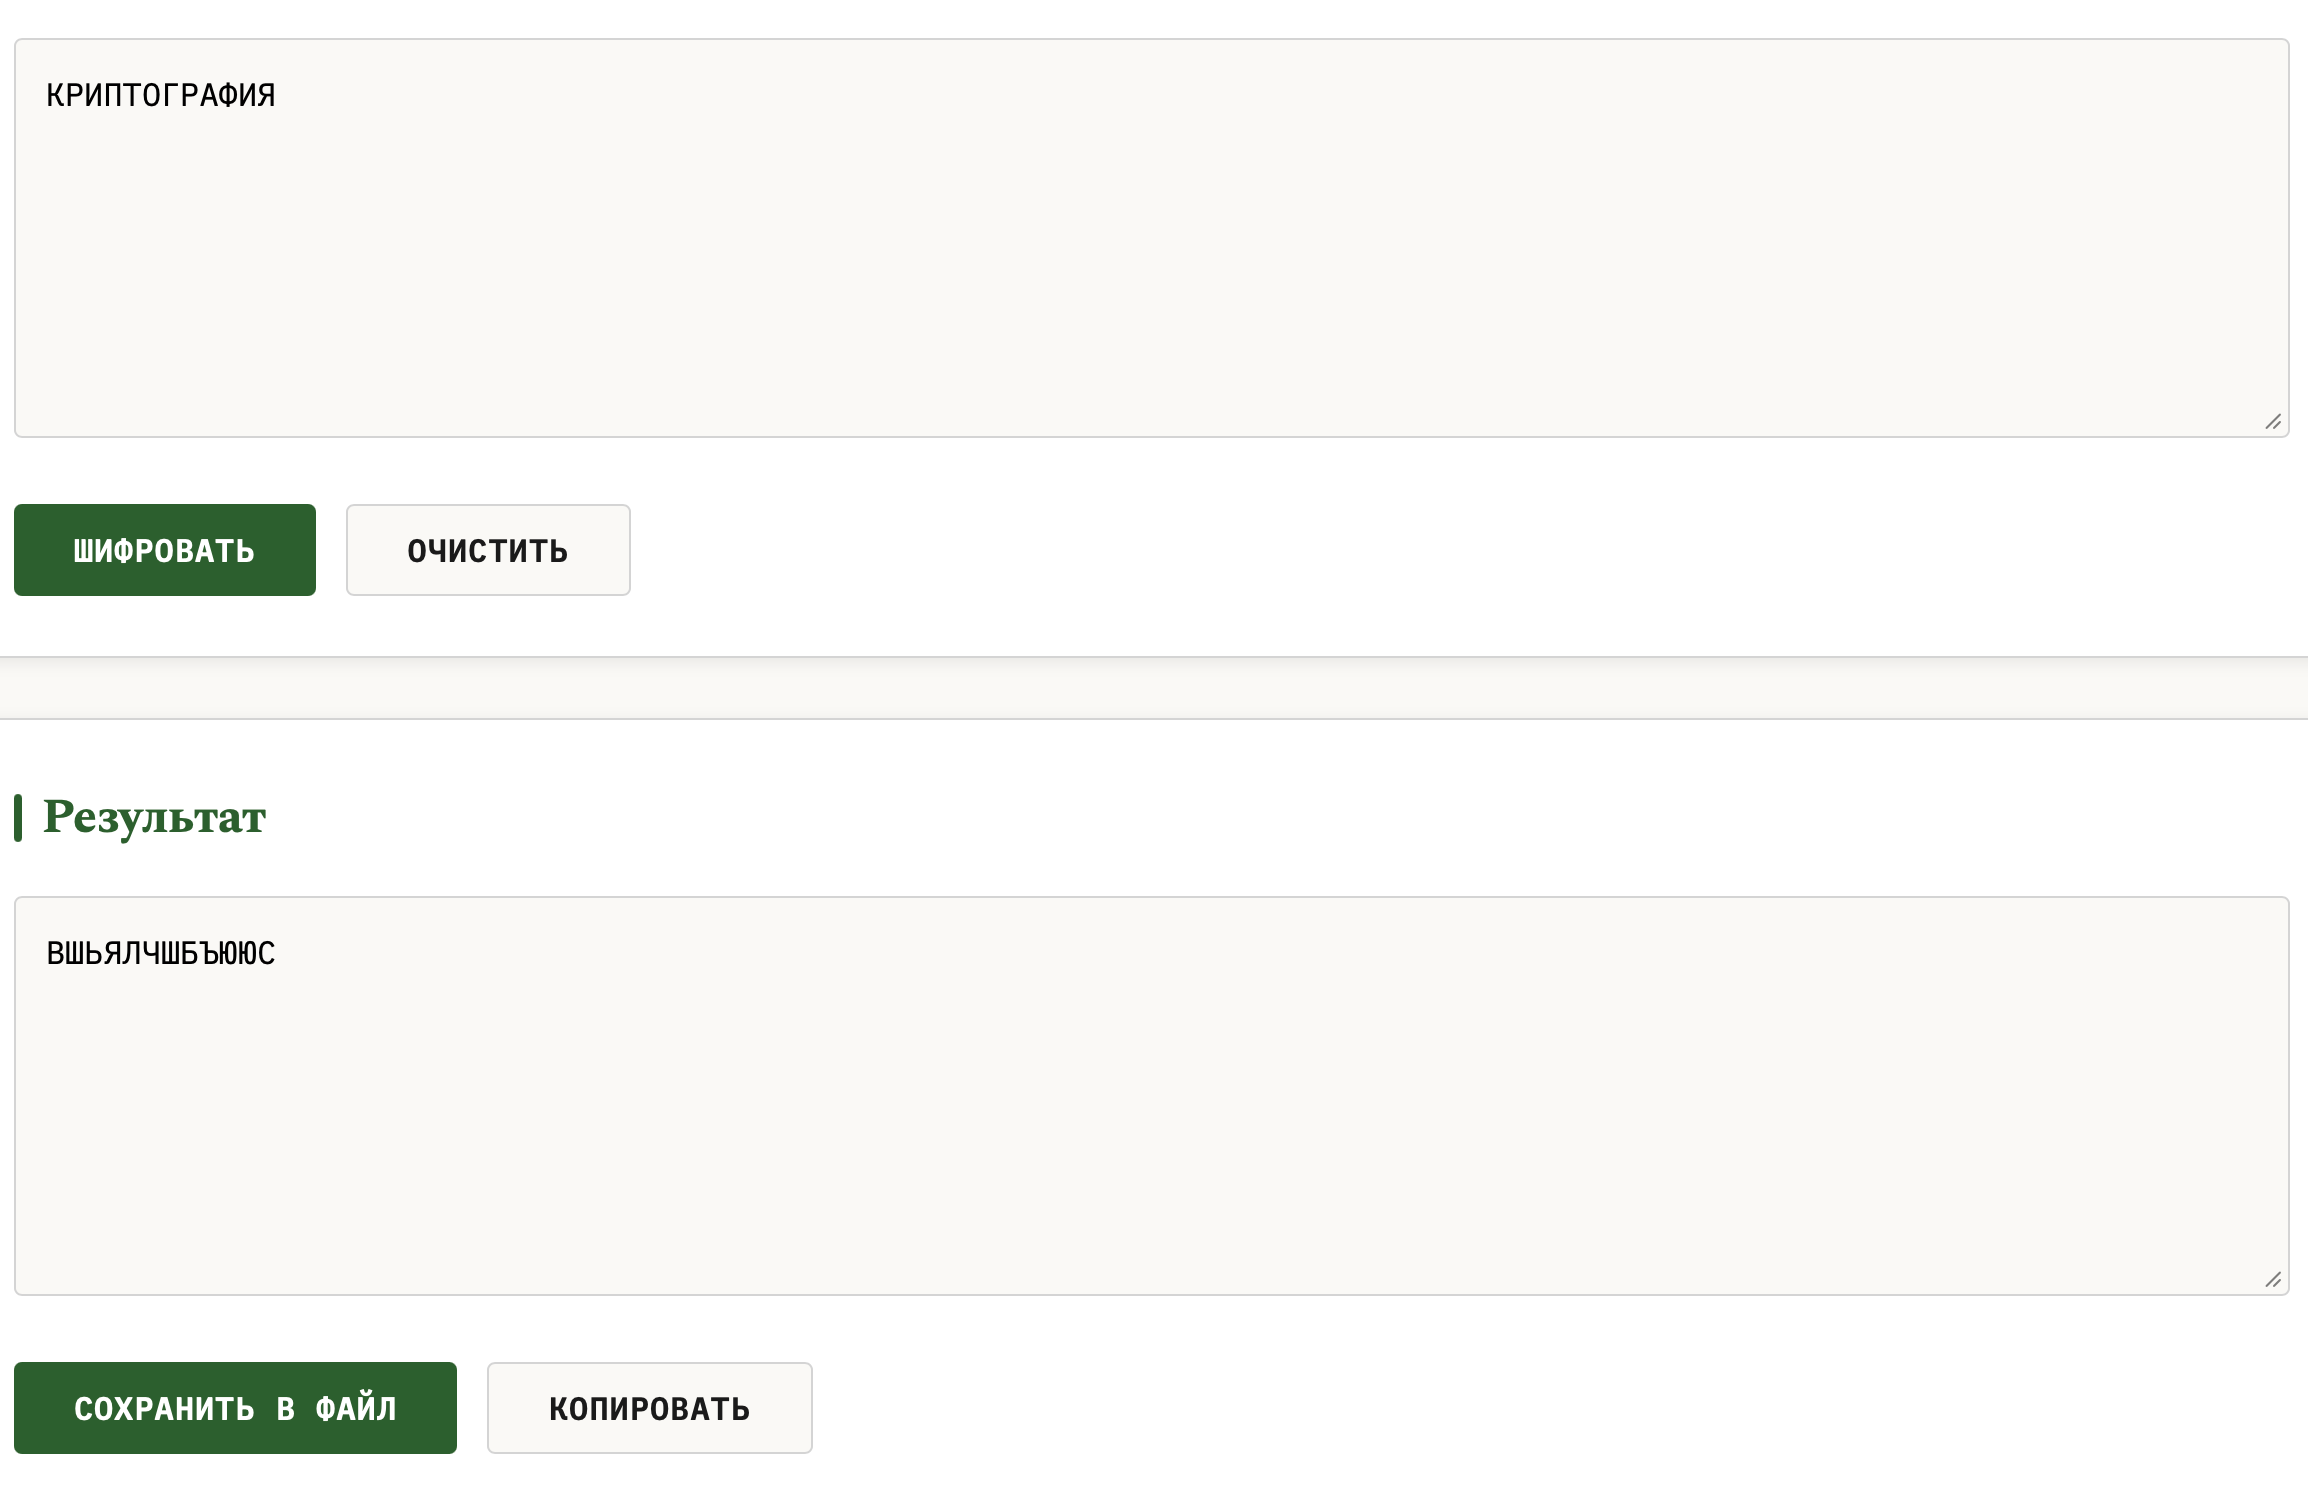 КРИПТОГРАФИЯ
ШИФРОВАТЬ ОЧИСТИТЬ
Результат
ВШЬЯЛЧШБЪЮЮС
СОХРАНИТЬ В ФАЙЛ КОПИРОВАТЬ